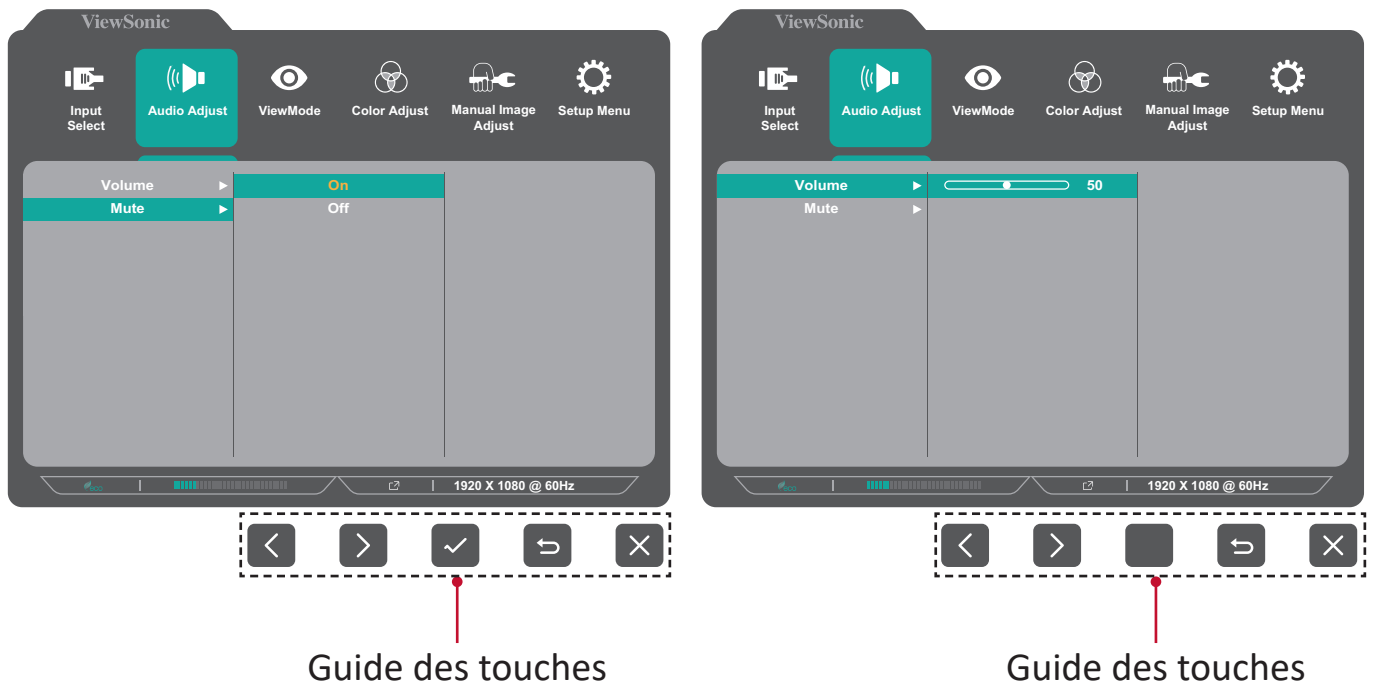 ViewSonic
Input Select
Audio Adjust
ViewMode
Color Adjust
Manual Image Adjust
Setup Menu
Volume
On
Mute
Off
eco
1920 X 1080 @ 60Hz
Guide des touches
ViewSonic
Input Select
Audio Adjust
ViewMode
Color Adjust
Manual Image Adjust
Setup Menu
Volume
50
Mute
eco
1920 X 1080 @ 60Hz
Guide des touches